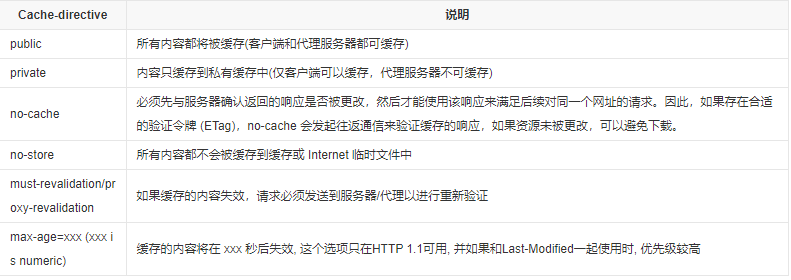 Cache-directive 说明
public 所有内容都将被缓存(客户端和代理服务器都可缓存)
private 内容只缓存到私有缓存中(仅客户端可以缓存，代理服务器不可缓存)
no-cache 必须先与服务器确认返回的响应是否被更改，然后才能使用该响应来满足后续对同一个网址的请求。因此，如果存在合适
的验证令牌 (ETag)，no-cache 会发起往返通信来验证缓存的响应，如果资源未被更改，可以避免下载。
no-store 所有内容都不会被缓存到缓存或 Internet 临时文件中
must-revalidation/pr
oxy-revalidation 如果缓存的内容失效，请求必须发送到服务器/代理以进行重新验证
max-age=xxx (xxx i
s numeric) 缓存的内容将在 xxx 秒后失效, 这个选项只在HTTP 1.1可用, 并如果和Last-Modified一起使用时, 优先级较高